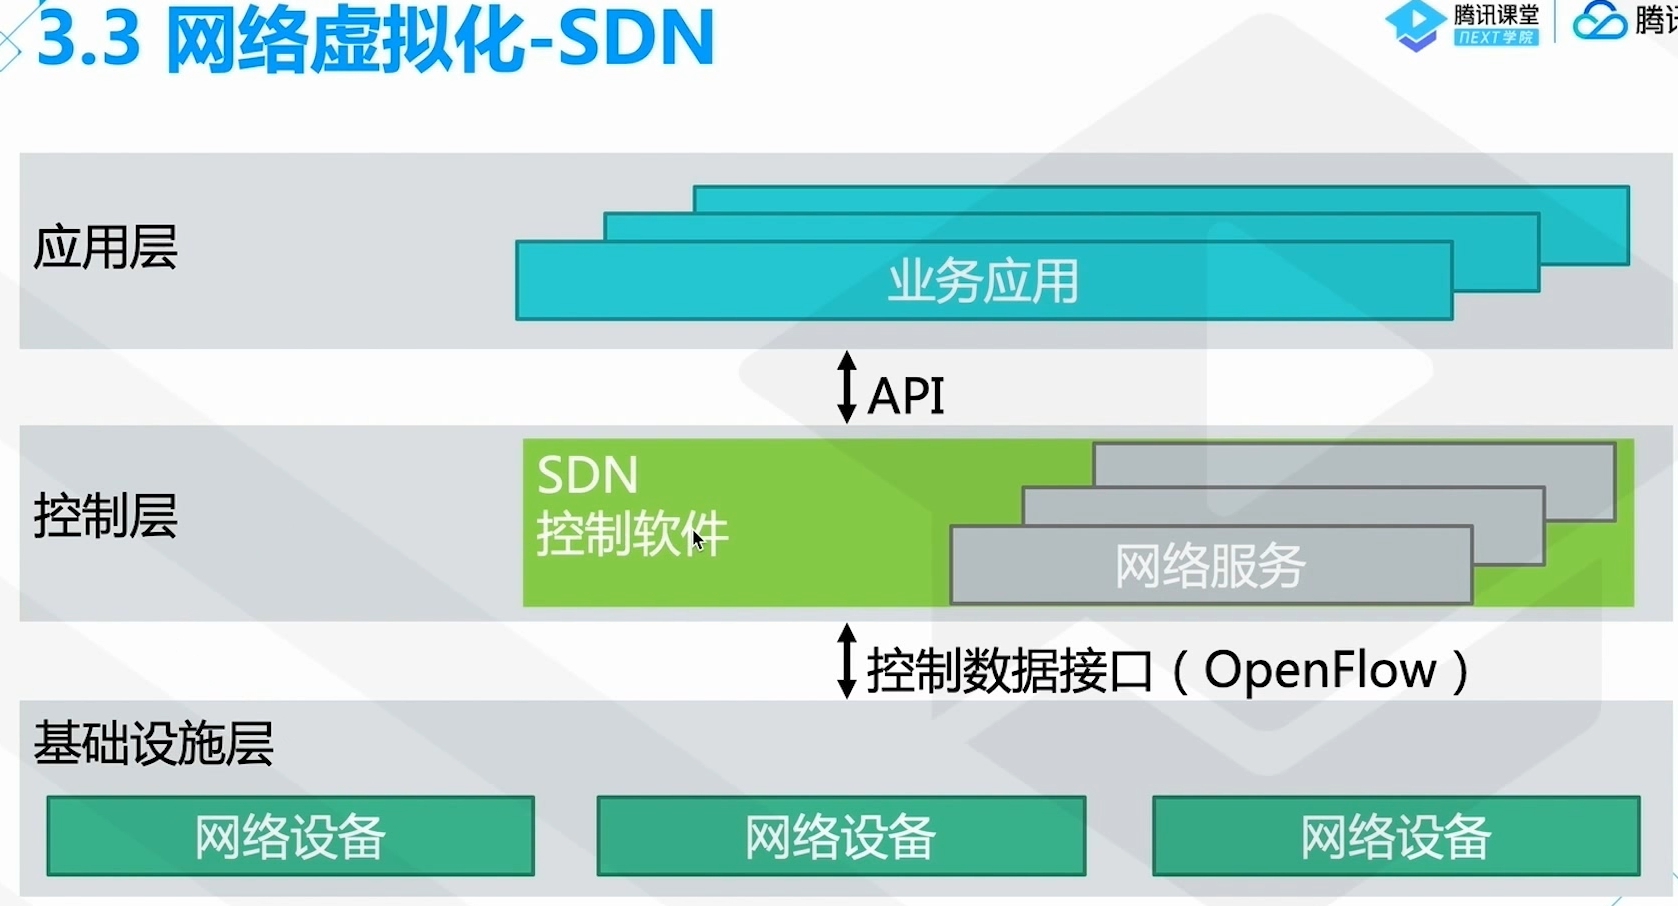 3.3 网络虚拟化-SDN
腾讯课堂
NEXT学院
腾讯
应用层
业务应用
API
控制层
SDN
控制软件
网络服务
控制数据接口（OpenFlow）
基础设施层
网络设备
网络设备
网络设备